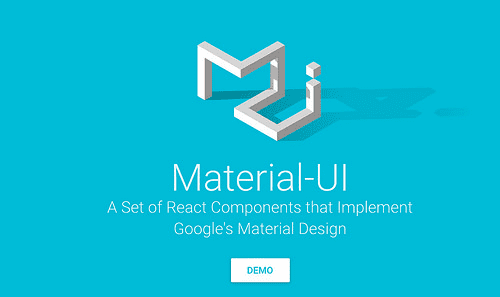 Material-UI
A Set of React Components that Implement
Google's Material Design
DEMO